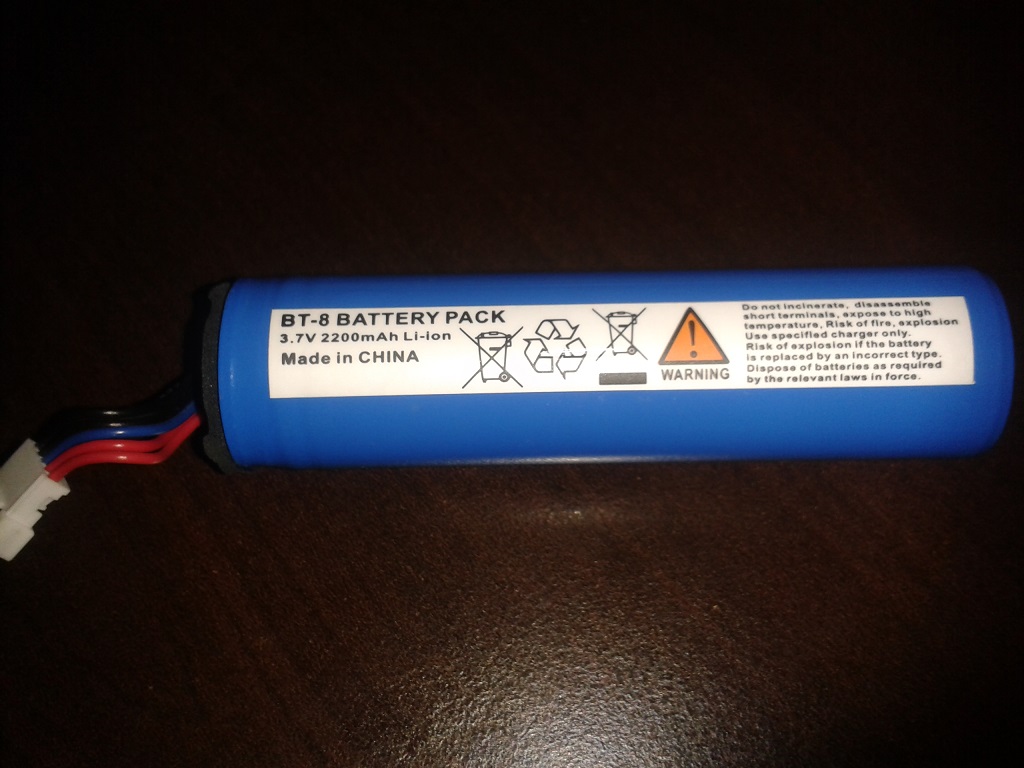 BT-8 BATTERY PACK
3.7V 2200mAh Li-ion
Made in CHINA
WARNING
Do not incinerate, disassemble
short terminals, expose to high
temperature, Risk of fire, explosion
Use specified charger only.
Risk of explosion if the battery
is replaced by an incorrect type.
Dispose of batteries as required
by the relevant laws in force.